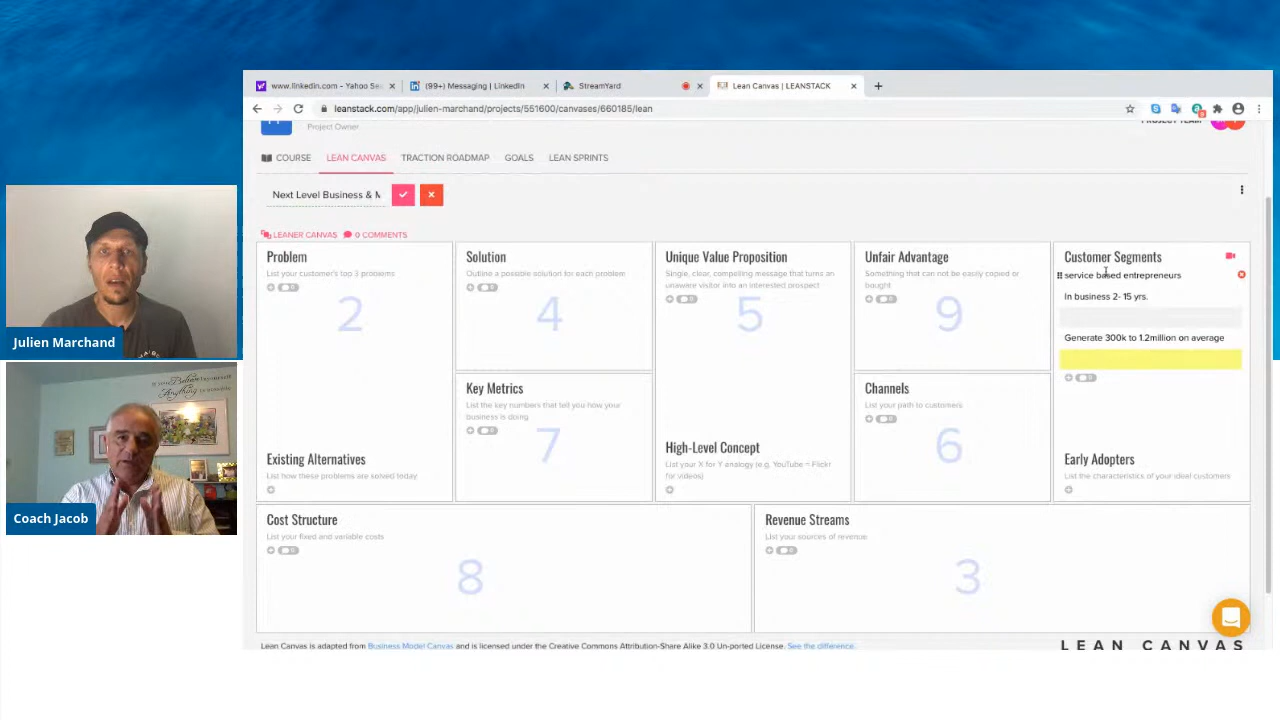 www.linkedin.com - Yahoo Se
(99+) Messaging | LinkedIn
StreamYard
Lean Canvas | LEANSTACK
leanstack.com/app/julien-marchand/projects/551600/canvases/660185/lean
Project Owner
COURSE
LEAN CANVAS
TRACTION ROADMAP
GOALS
LEAN SPRINTS
Next Level Business & M
LEANER CANVAS
0 COMMENTS
Problem
List your customer's top 3 problems
2
Existing Alternatives
List how these problems are solved today
Solution
Outline a possible solution for each problem
4
Key Metrics
List the key numbers that tell you how your
business is doing
7
Unique Value Proposition
Single, clear, compelling message that turns an
unaware visitor into an interested prospect
5
High-Level Concept
List your X for Y analogy (e.g, YouTube = Flickr
for videos)
Unfair Advantage
Something that can not be easily copied or
bought
9
Channels
List your path to customers
6
Customer Segments
service based entrepreneurs
In business 2- 15 yrs.
Generate 300k to 1.2million on average
Early Adopters
List the characteristics of your ideal customers
Cost Structure
List your fixed and variable costs
8
Revenue Streams
List your sources of revenue
3
Lean Canvas is adapted from Business Model Canvas and is licensed under the Creative Commons Attribution-Share Alike 3.0 Un-ported License. See the difference.
LEAN CANVAS
Julien Marchand
Believe
Anything
Coach Jacob